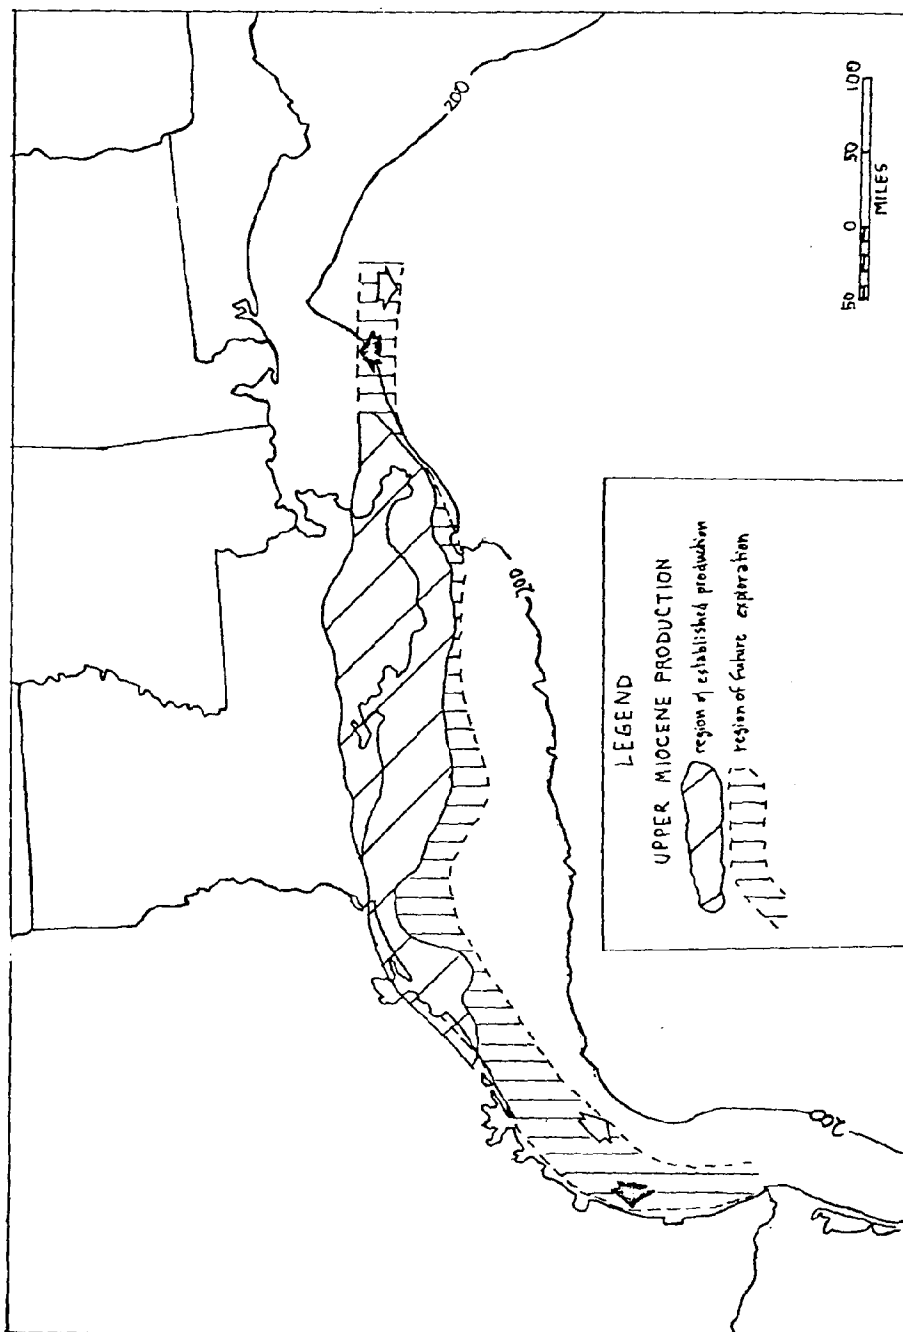 200
200
200
LEGEND
UPPER MIOCENE PRODUCTION
region of established production
region of future exploration
50 0 50 100
MILES